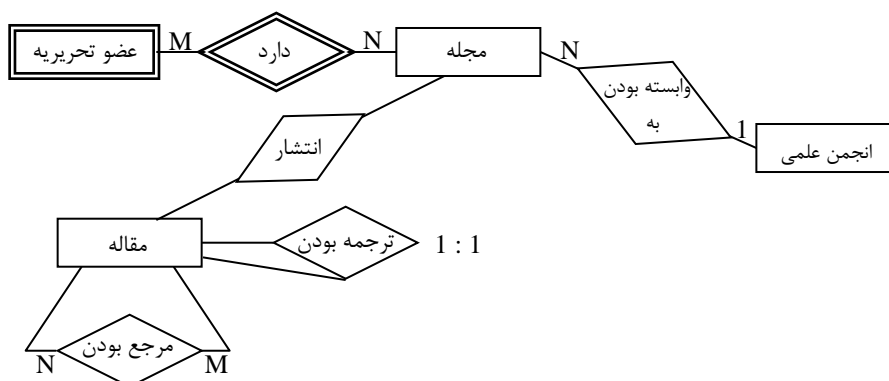 عضو تحریریه
M
دارد
N
مجله
N
وابسته بودن
به
1
انجمن علمی
انتشار
مقاله
ترجمه بودن
1 : 1
N
مرجع بودن
M